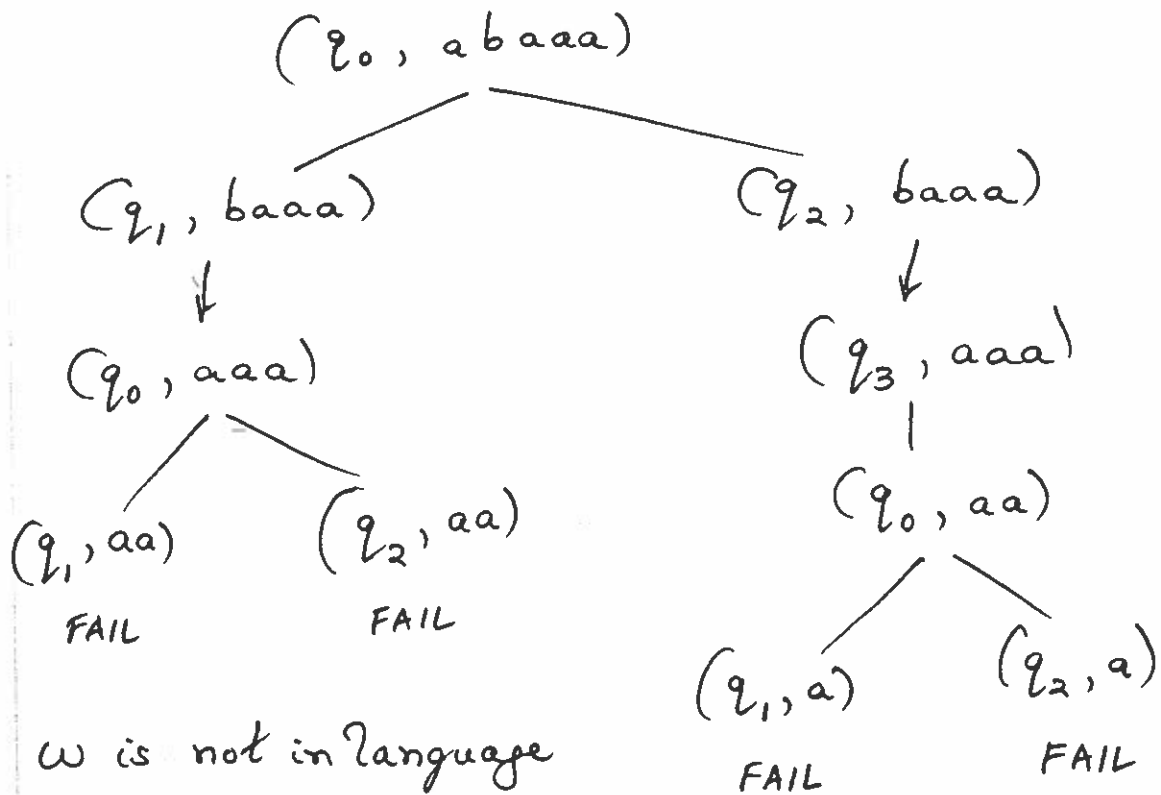 (q₀, abaaa)
(q₁, baaa) (q₂, baaa)
(q₀, aaa) (q₃, aaa)
(q₁, aa) (q₂, aa) (q₀, aa)
FAIL FAIL
(q₁, a) (q₂, a)
w is not in language
FAIL FAIL